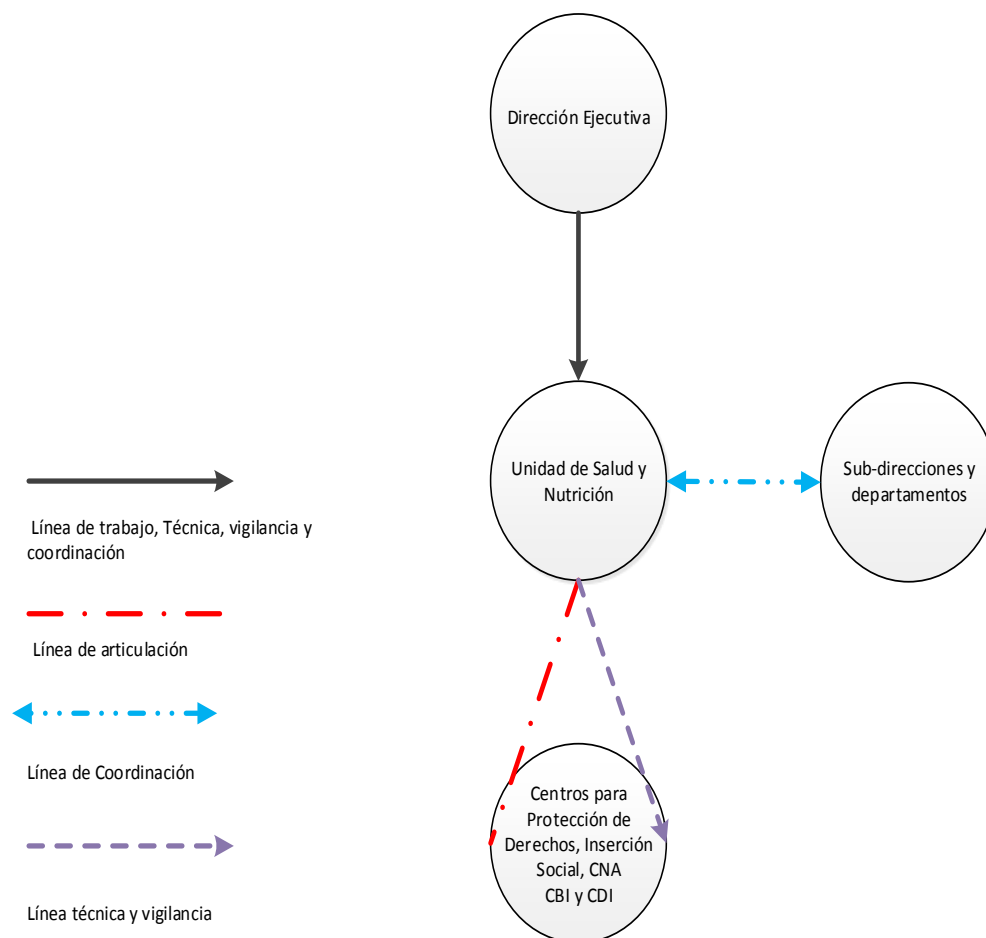 Dirección Ejecutiva
Unidad de Salud y
Nutrición
Sub-direcciones y
departamentos
Línea de trabajo, Técnica, vigilancia y
coordinación
Línea de articulación
Línea de Coordinación
Línea técnica y vigilancia
Centros para
Protección de
Derechos, Inserción
Social, CNA
CBI y CDI